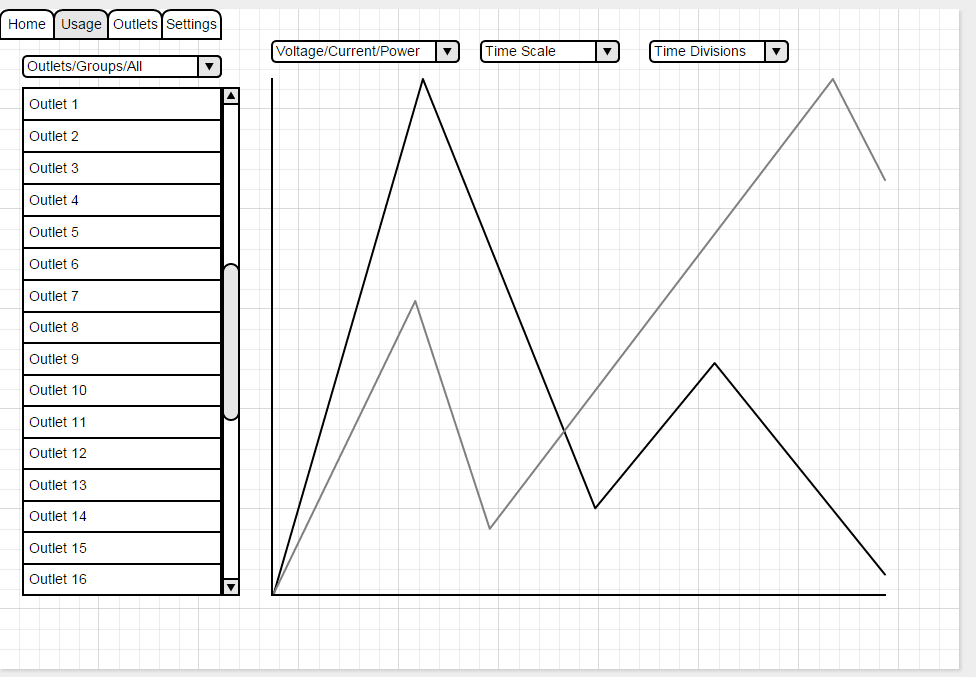 Home Usage Outlets Settings
Voltage/Current/Power Time Scale Time Divisions
Outlets/Groups/All
Outlet 1
Outlet 2
Outlet 3
Outlet 4
Outlet 5
Outlet 6
Outlet 7
Outlet 8
Outlet 9
Outlet 10
Outlet 11
Outlet 12
Outlet 13
Outlet 14
Outlet 15
Outlet 16